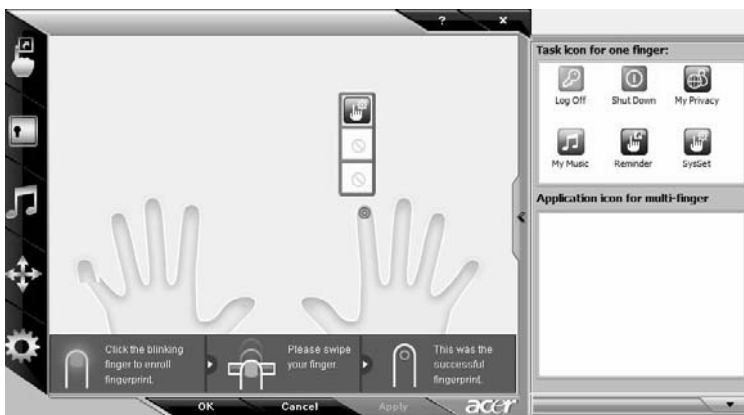 ?
x
Task icon for one finger:
Log Off
Shut Down
My Privacy
My Music
Reminder
SysSet
Application icon for multi-finger
Click the blinking
finger to enroll
fingerprint.
Please swipe
your finger.
This was the
successful
fingerprint.
OK
Cancel
Apply
acer